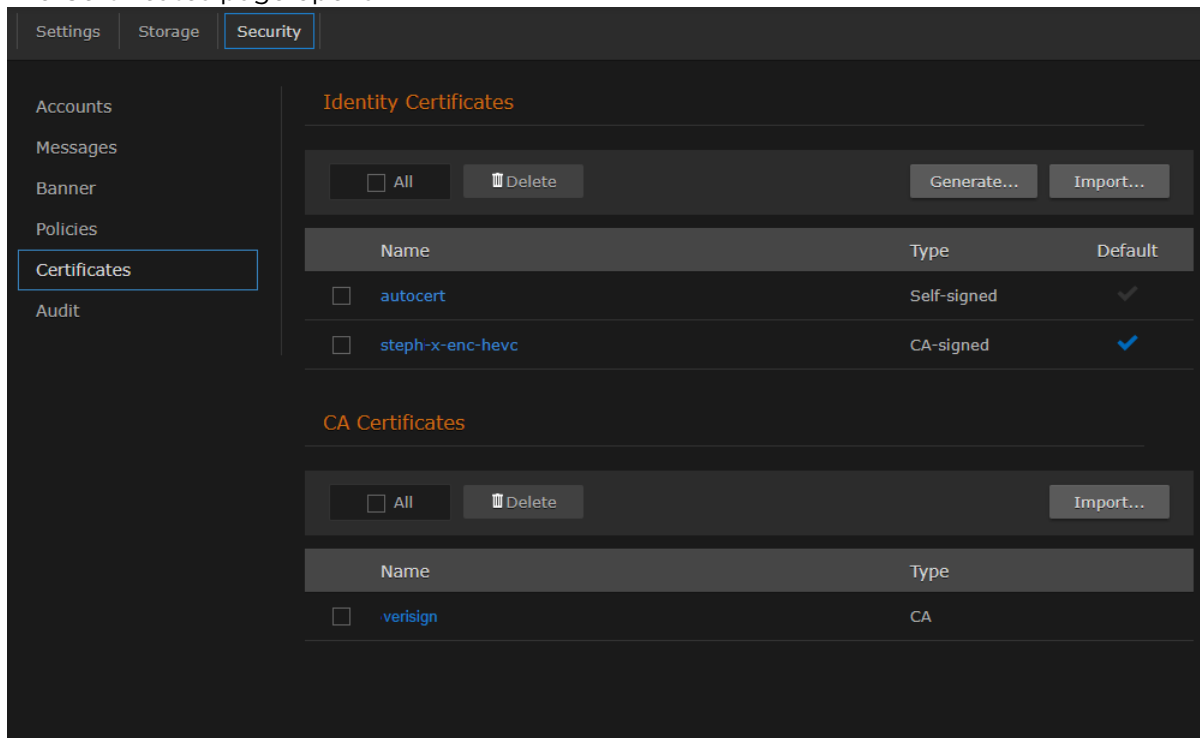 Settings Storage Security
Accounts
Messages
Banner
Policies
Certificates
Audit
Identity Certificates
All Delete Generate... Import...
Name Type Default
autocert Self-signed
steph-x-enc-hevc CA-signed
CA Certificates
All Delete Import...
Name Type
verisign CA